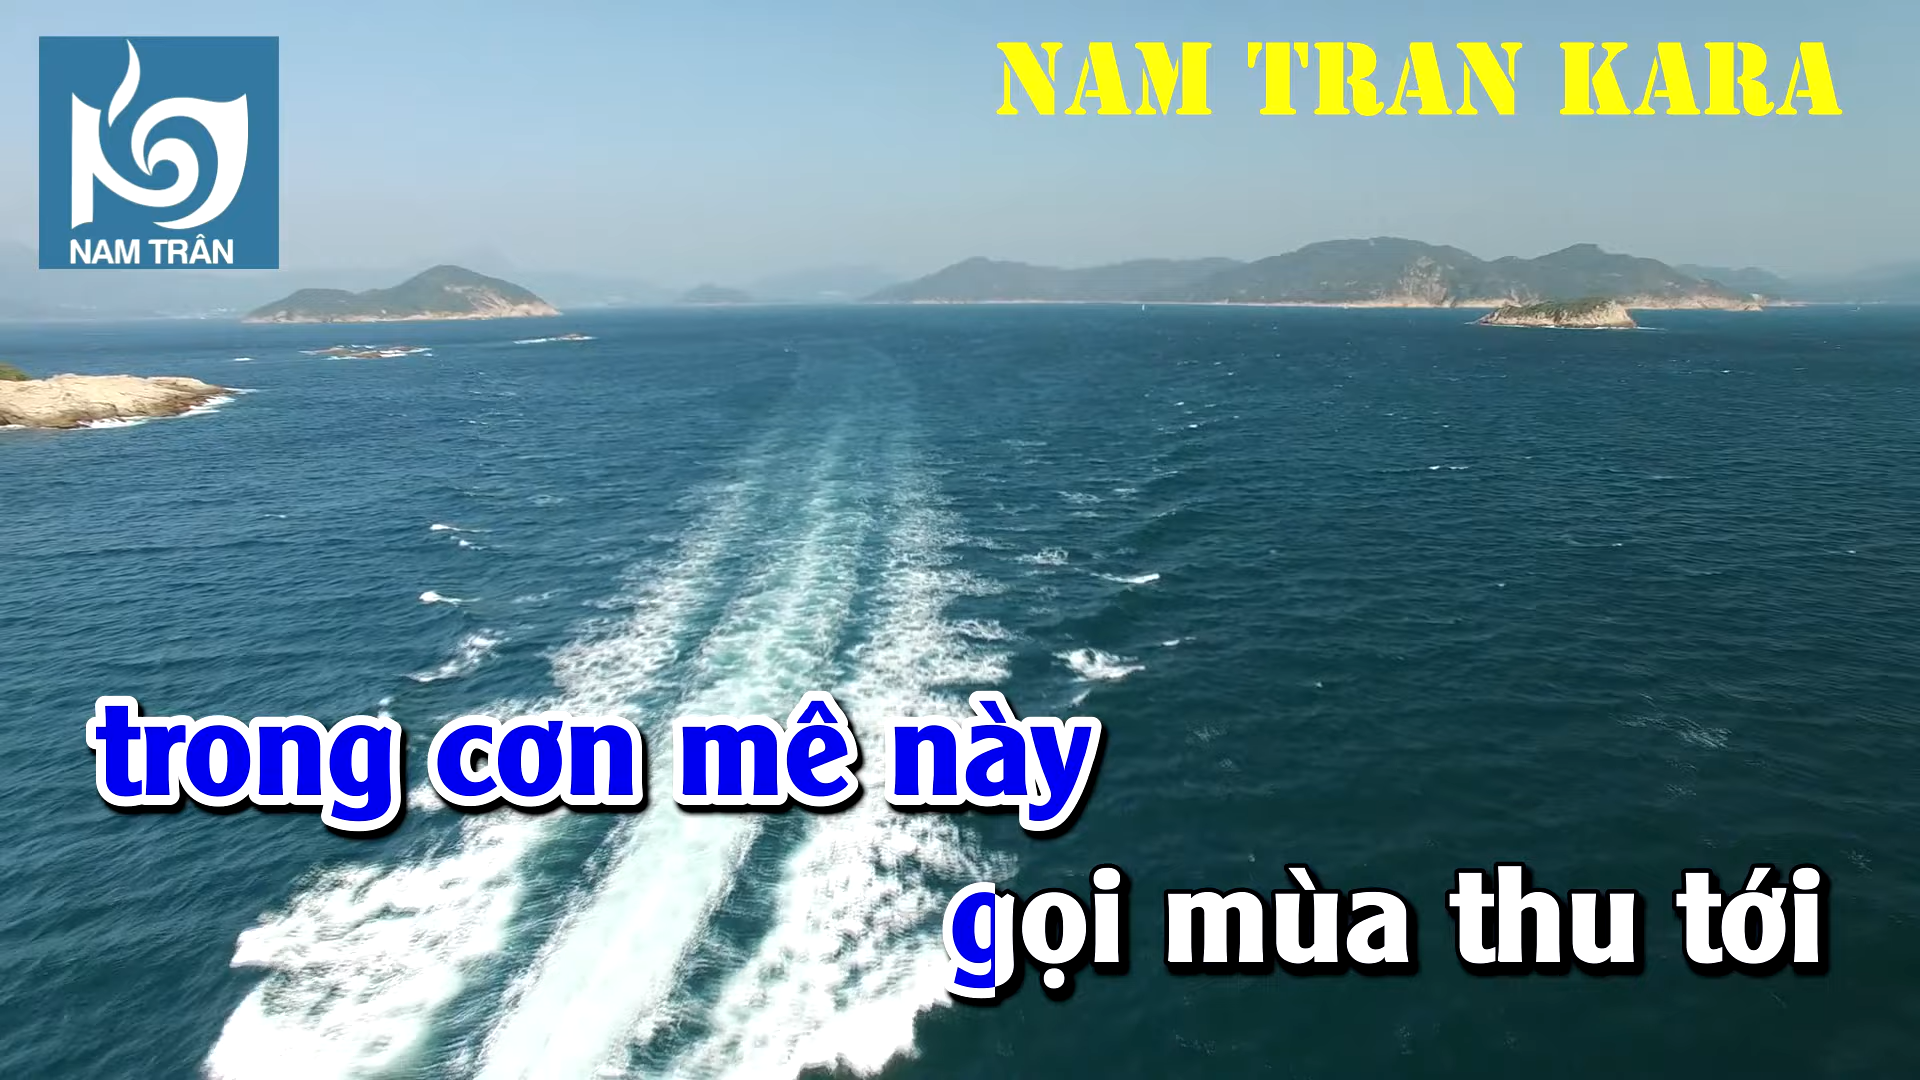 NAM TRAN KARA
NAM TRÂN
trong cơn mê này
gọi mùa thu tới